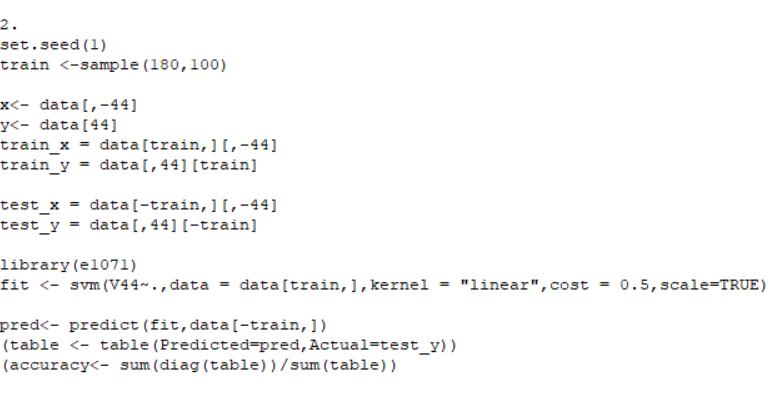 2.
set.seed(1)
train <-sample(180,100)
x<- data[,-44]
y<- data[44]
train_x = data[train,][,-44]
train_y = data[,44][train]
test_x = data[-train,][,-44]
test_y = data[,44][-train]
library(e1071)
fit <- svm(V44~.,data = data[train,],kernel = "linear",cost = 0.5,scale=TRUE)
pred<- predict(fit,data[-train,])
(table <- table(Predicted=pred,Actual=test_y))
(accuracy<- sum(diag(table))/sum(table))